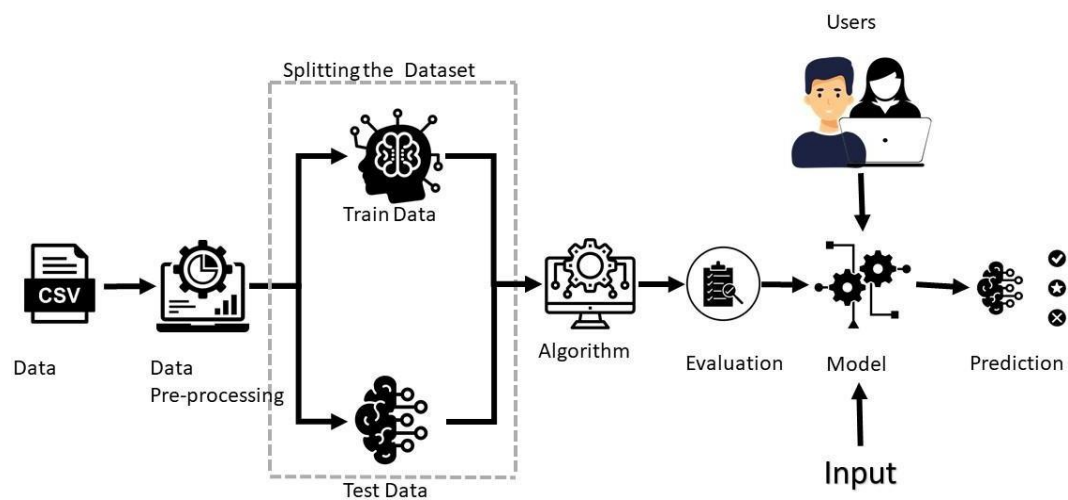 Users
Splitting the Dataset
Train Data
CSV
Data
Data
Pre-processing
Algorithm
Evaluation
Model
Prediction
Input
Test Data